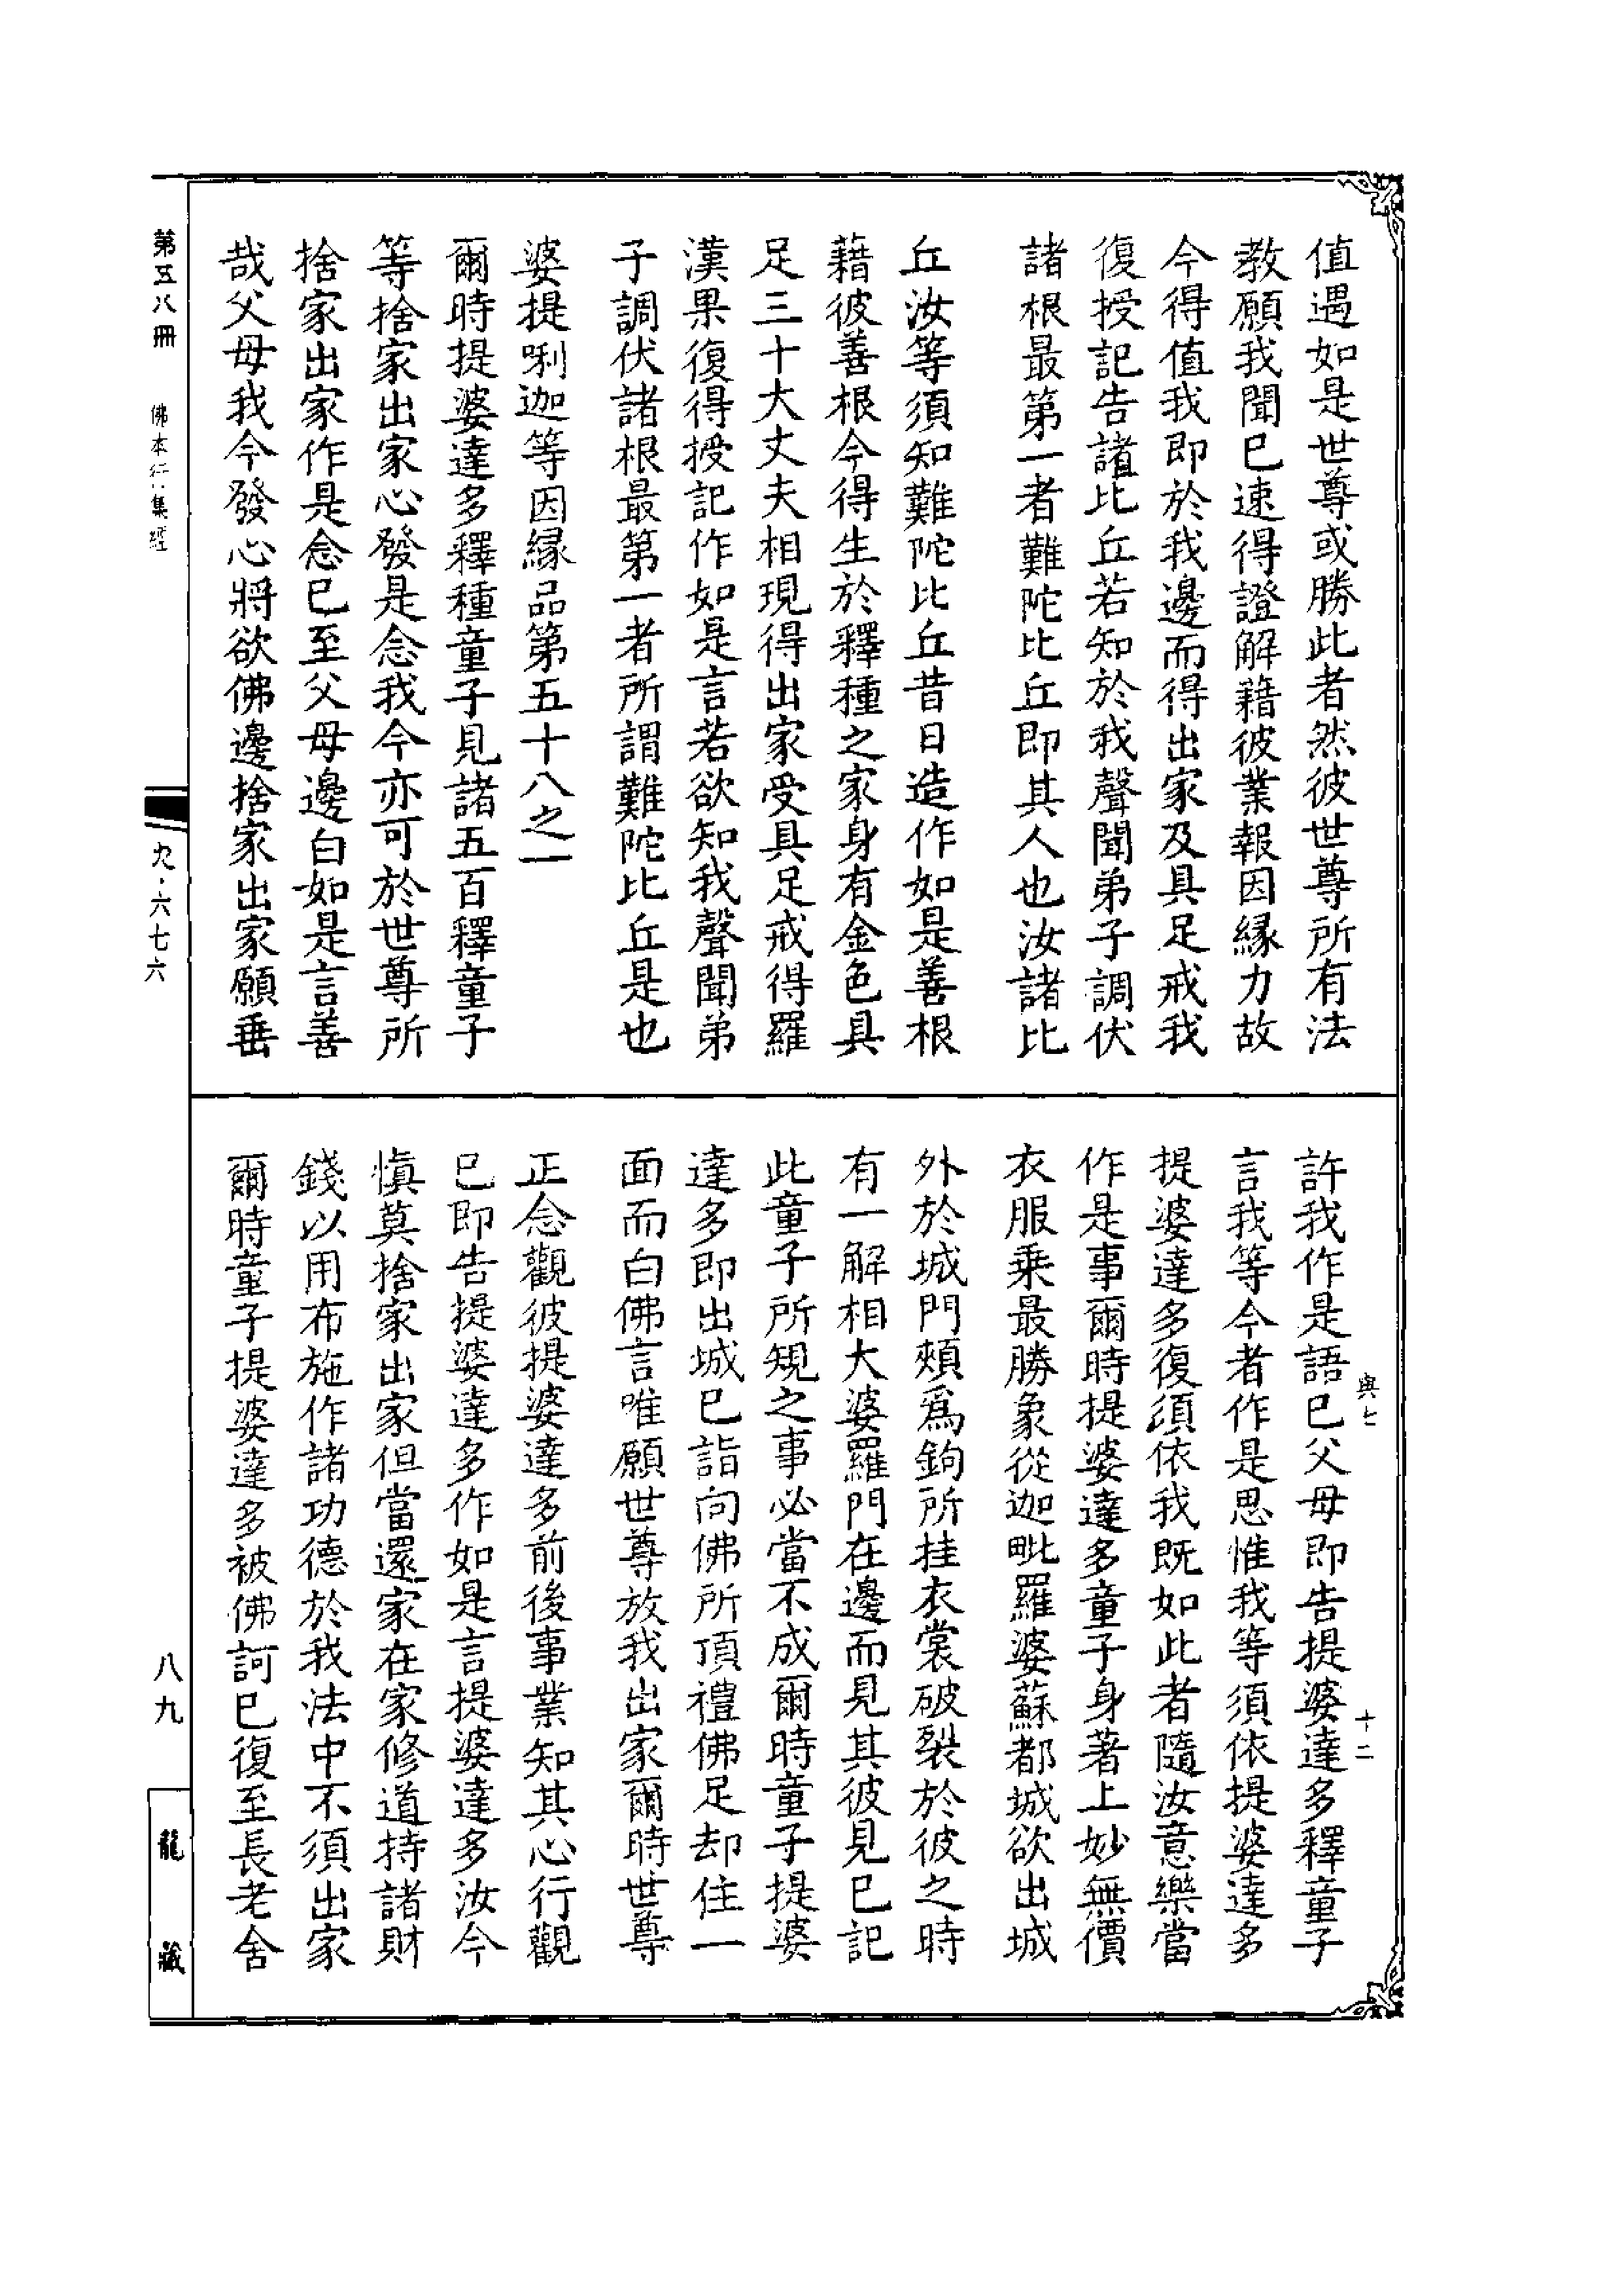 值遇如是世尊或勝此者然彼世尊所有法
教願我聞已速得證解藉彼業報因緣力故
今得值我即於我邊而得出家及具足戒我
復授記告諸比丘若知於我聲聞弟子調伏
諸根最第一者難陀比丘即其人也汝諸比
丘汝等須知難陀比丘昔日造作如是善根
藉彼善根今得生於釋種之家身有金色具
足三十大丈夫相現得出家受具足戒得羅
漢果復得授記作如是言若欲知我聲聞弟
子調伏諸根最第一者所謂難陀比丘是也
婆提唎迦等因緣品第五十八之一
爾時提婆達多釋種童子見諸五百釋童子
等捨家出家心發是念我今亦可於世尊所
捨家出家作是念已至父母邊白如是言善
哉父母我今發心將欲佛邊捨家出家願垂
許我作是語已父母即告提婆達多釋童子
言我等今者作是思惟我等須依提婆達多
提婆達多復須依我既如此者隨汝意樂當
作是事爾時提婆達多童子身著上妙無價
衣服乘最勝象從迦毗羅婆蘇都城欲出城
外於城門頰爲鉤所挂衣裳破裂於彼之時
有一解相大婆羅門在邊而見其彼見已記
此童子所規之事必當不成爾時童子提婆
達多即出城已詣向佛所頂禮佛足却住一
面而白佛言唯願世尊放我出家爾時世尊
正念觀彼提婆達多前後事業知其心行觀
已即告提婆達多作如是言提婆達多汝今
慎莫捨家出家但當還家在家修道持諸財
錢以用布施作諸功德於我法中不須出家
爾時童子提婆達多被佛訶已復至長老舍
與七 十二
第五八冊 佛本行集經
九·六七六
八九
龍藏